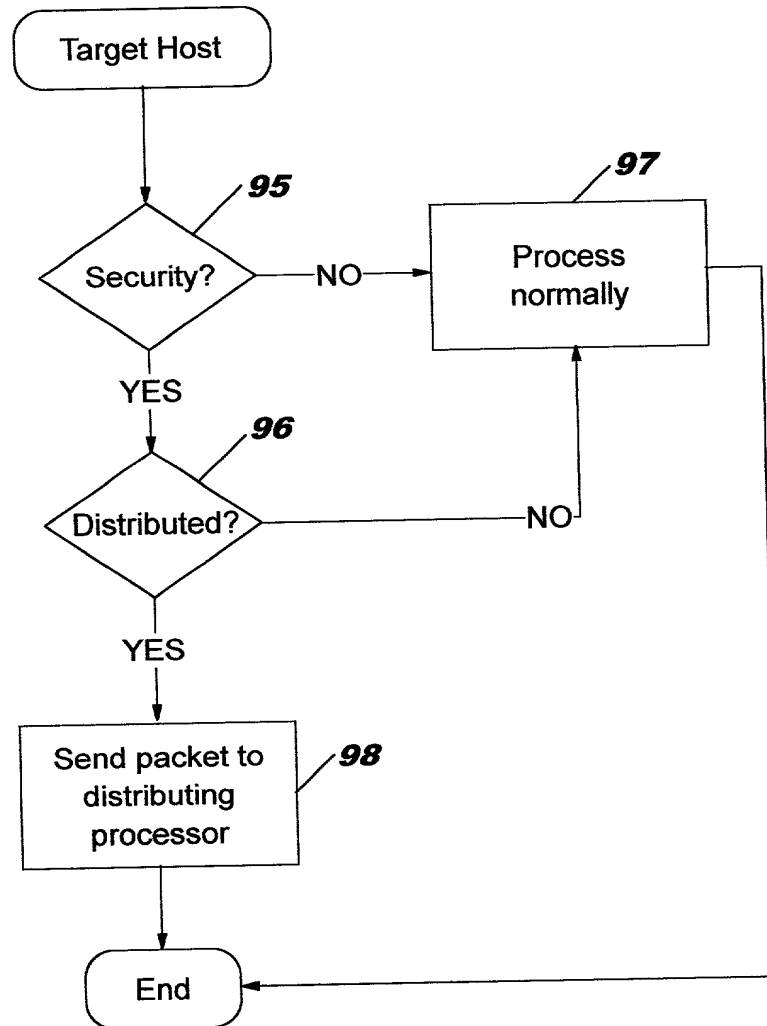 Target Host
95
Security?
NO
97
Process
normally
YES
96
Distributed?
NO
YES
Send packet to
distributing
processor
98
End